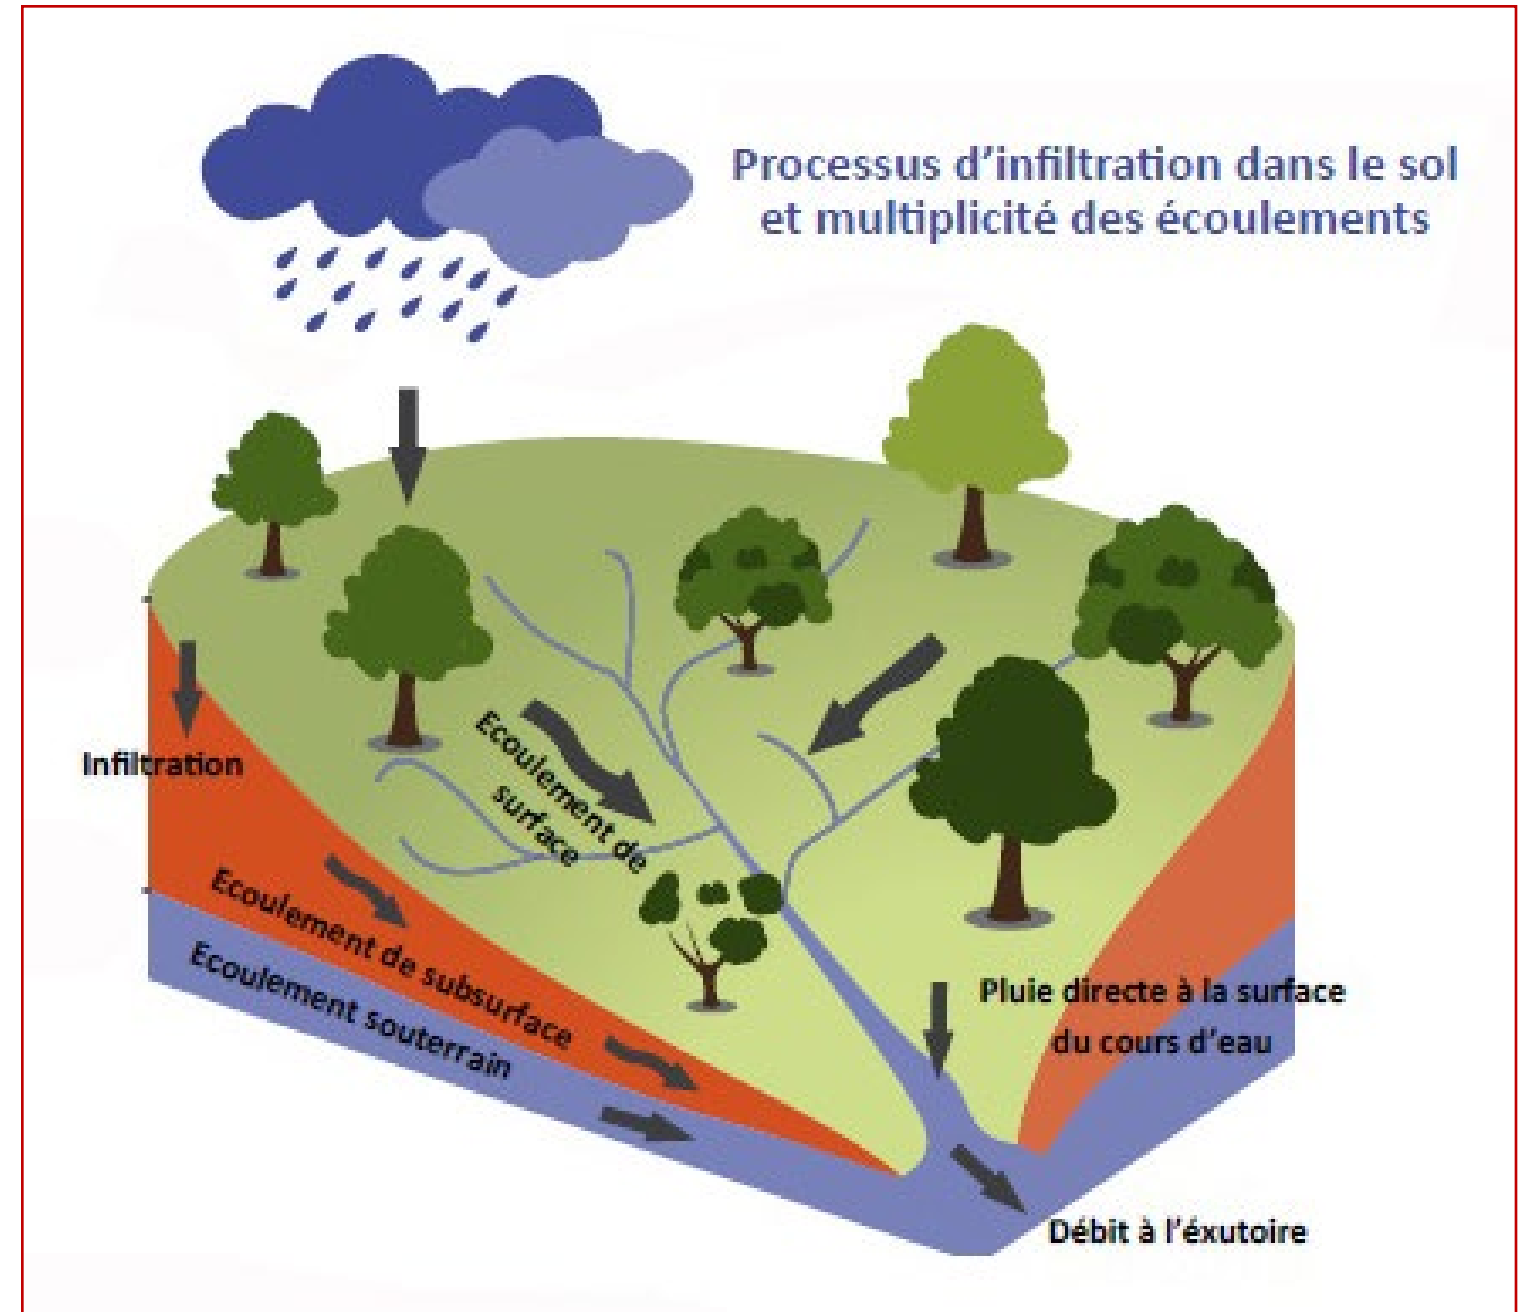 Processus d'infiltration dans le sol
et multiplicité des écoulements
Infiltration
Ecoulement de
surface
Ecoulement de subsurface
Ecoulement souterrain
Pluie directe à la surface
du cours d'eau
Débit à l'éxutoire